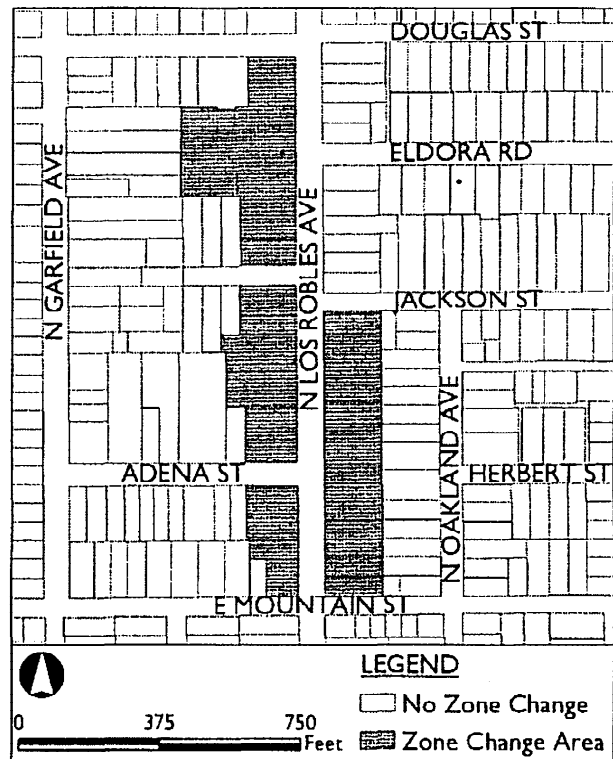 DOUGLAS ST
ELDORA RD
N GARFIELD AVE
N LOS ROBLES AVE
JACKSON ST
N OAKLAND AVE
ADENA ST
HERBERT ST
E MOUNTAIN ST
LEGEND
No Zone Change
0 375 750
Feet
Zone Change Area